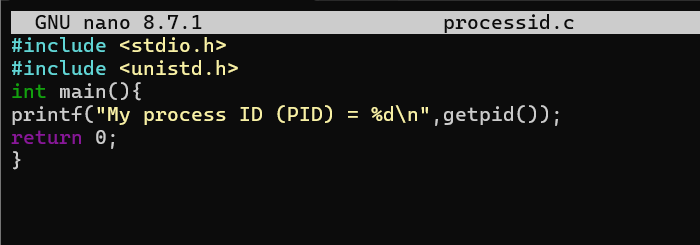 GNU nano 8.7.1 processid.c
#include <stdio.h>
#include <unistd.h>
int main(){
printf("My process ID (PID) = %d\n",getpid());
return 0;
}